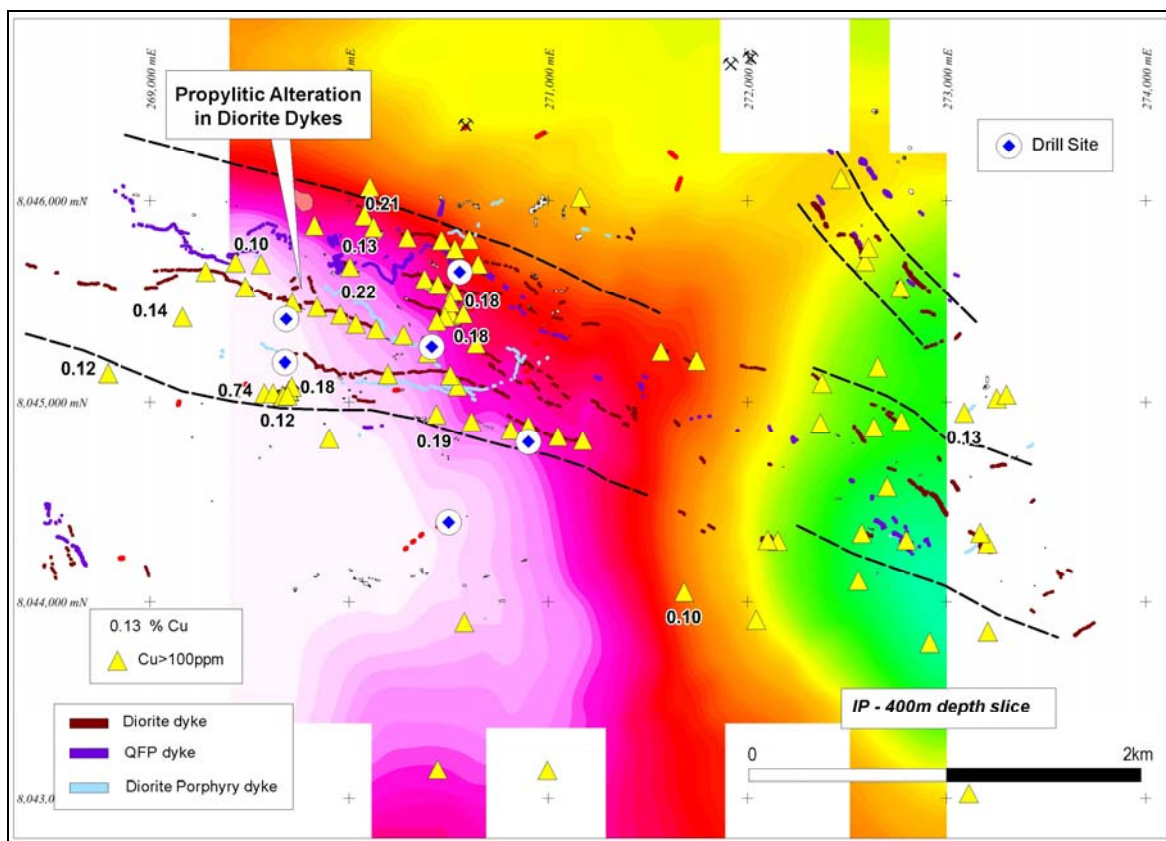 269,000 mE
271,000 mE
272,000 mE
273,000 mE
274,000 mE
Propylitic Alteration
in Diorite Dykes
Drill Site
8,046,000 mN
0.21
0.10
0.13
0.22
0.18
0.14
0.18
0.12
0.74
0.18
8,045,000 mN
0.12
0.19
0.13
8,044,000 mN
0.10
0.13 % Cu
Cu>100ppm
IP - 400m depth slice
Diorite dyke
QFP dyke
Diorite Porphyry dyke
0
2km